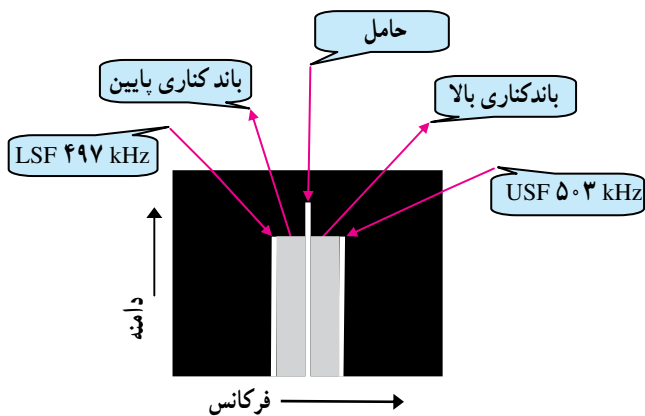 حامل
باند کناری پایین
باندکناری بالا
LSF ۴۹۷ kHz
USF ۵۰۳ kHz
دامنه
فرکانس